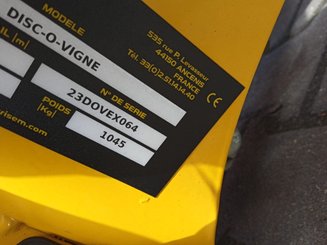 MODELE
DISC-O-VIGNE
535 rue P. Levasseur
44150 ANCENIS
FRANCE
Tél. 33(0)2.51.14.14.40
CE
N° DE SERIE
23DOVEX064
POIDS
[Kg]
1045
risem.com